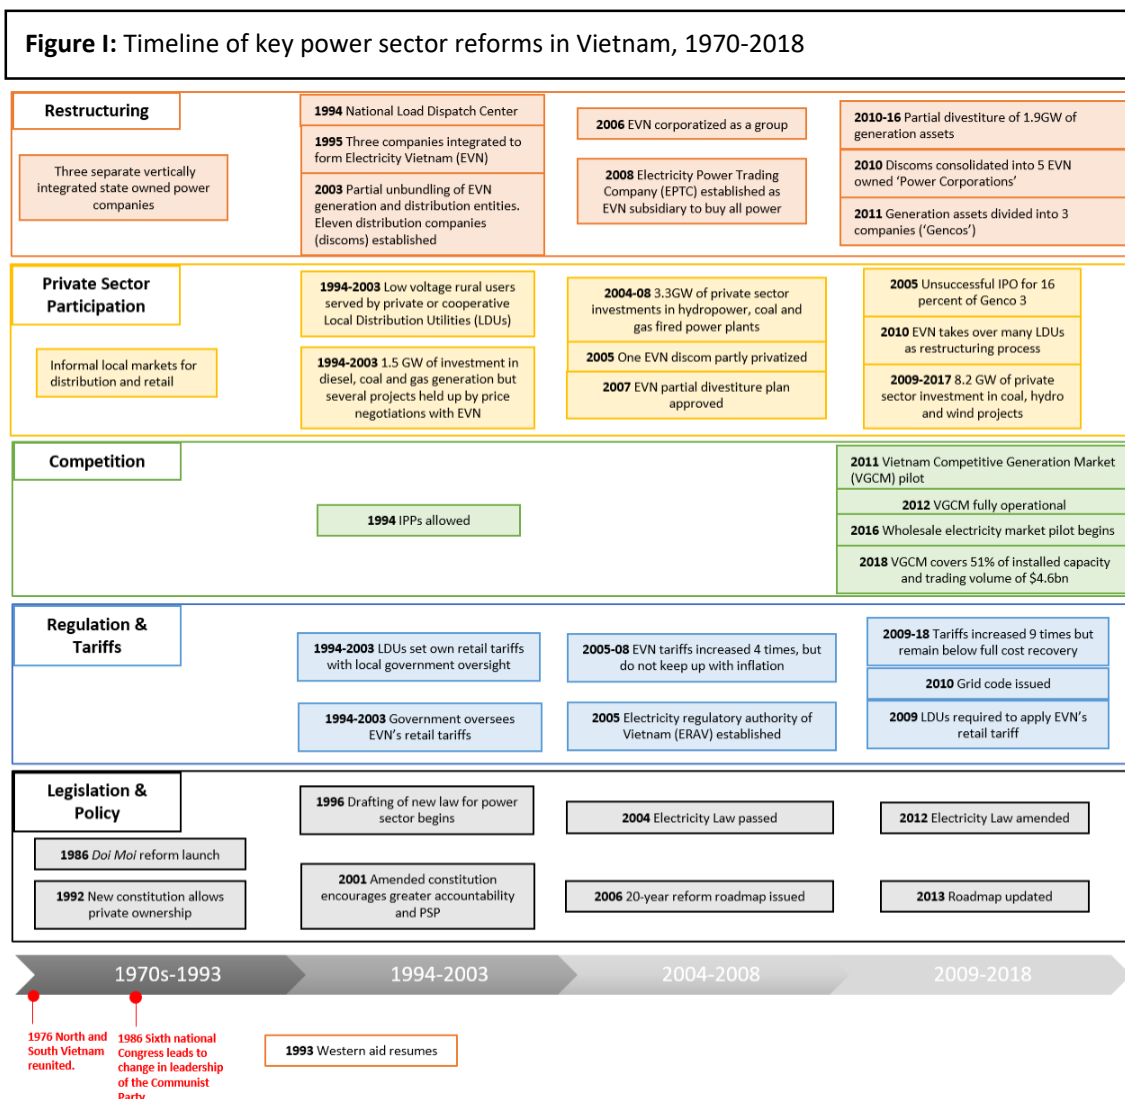 Figure I: Timeline of key power sector reforms in Vietnam, 1970-2018
Restructuring
Three separate vertically
integrated state owned power
companies
1994 National Load Dispatch Center
1995 Three companies integrated to
form Electricity Vietnam (EVN)
2003 Partial unbundling of EVN
generation and distribution entities.
Eleven distribution companies
(discoms) established
2006 EVN corporatized as a group
2008 Electricity Power Trading
Company (EPTC) established as
EVN subsidiary to buy all power
2010-16 Partial divestiture of 1.9GW of
generation assets
2010 Discoms consolidated into 5 EVN
owned ‘Power Corporations’
2011 Generation assets divided into 3
companies (‘Gencos’)
Private Sector
Participation
Informal local markets for
distribution and retail
1994-2003 Low voltage rural users
served by private or cooperative
Local Distribution Utilities (LDUs)
1994-2003 1.5 GW of investment in
diesel, coal and gas generation but
several projects held up by price
negotiations with EVN
2004-08 3.3GW of private sector
investments in hydropower, coal and
gas fired power plants
2005 One EVN discom partly privatized
2007 EVN partial divestiture plan
approved
2005 Unsuccessful IPO for 16
percent of Genco 3
2010 EVN takes over many LDUs
as restructuring process
2009-2017 8.2 GW of private
sector investment in coal, hydro
and wind projects
Competition
1994 IPPs allowed
2011 Vietnam Competitive Generation Market
(VGCM) pilot
2012 VGCM fully operational
2016 Wholesale electricity market pilot begins
2018 VGCM covers 51% of installed capacity
and trading volume of $4.6bn
Regulation &
Tariffs
1994-2003 LDUs set own retail tariffs
with local government oversight
1994-2003 Government oversees
EVN’s retail tariffs
2005-08 EVN tariffs increased 4 times, but
do not keep up with inflation
2005 Electricity regulatory authority of
Vietnam (ERAV) established
2009-18 Tariffs increased 9 times but
remain below full cost recovery
2010 Grid code issued
2009 LDUs required to apply EVN’s
retail tariff
Legislation &
Policy
1986 Doi Moi reform launch
1992 New constitution allows
private ownership
1996 Drafting of new law for power
sector begins
2001 Amended constitution
encourages greater accountability
and PSP
2004 Electricity Law passed
2006 20-year reform roadmap issued
2012 Electricity Law amended
2013 Roadmap updated
1970s-1993
1994-2003
2004-2008
2009-2018
1976 North and
South Vietnam
reunited.
1986 Sixth national
Congress leads to
change in leadership
of the Communist
Party
1993 Western aid resumes